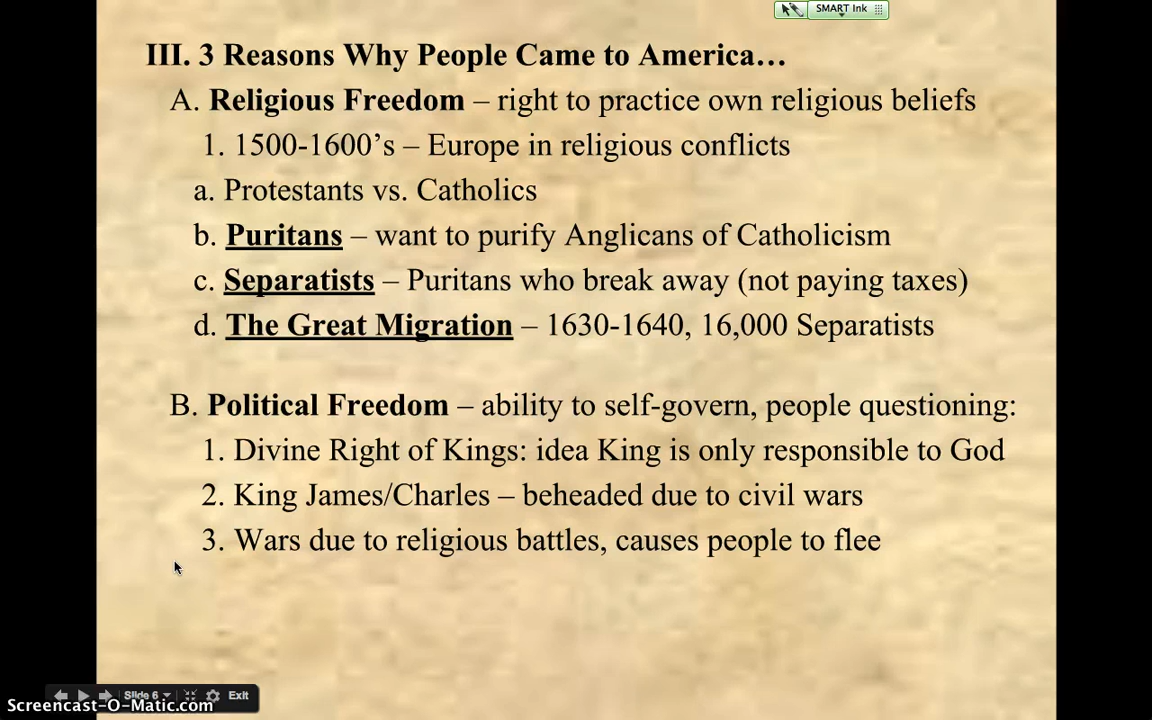 SMART Ink
III. 3 Reasons Why People Came to America…
A. Religious Freedom – right to practice own religious beliefs
1. 1500-1600’s – Europe in religious conflicts
a. Protestants vs. Catholics
b. Puritans – want to purify Anglicans of Catholicism
c. Separatists – Puritans who break away (not paying taxes)
d. The Great Migration – 1630-1640, 16,000 Separatists
B. Political Freedom – ability to self-govern, people questioning:
1. Divine Right of Kings: idea King is only responsible to God
2. King James/Charles – beheaded due to civil wars
3. Wars due to religious battles, causes people to flee
Slide 6 Exit
Screencast-O-Matic.com